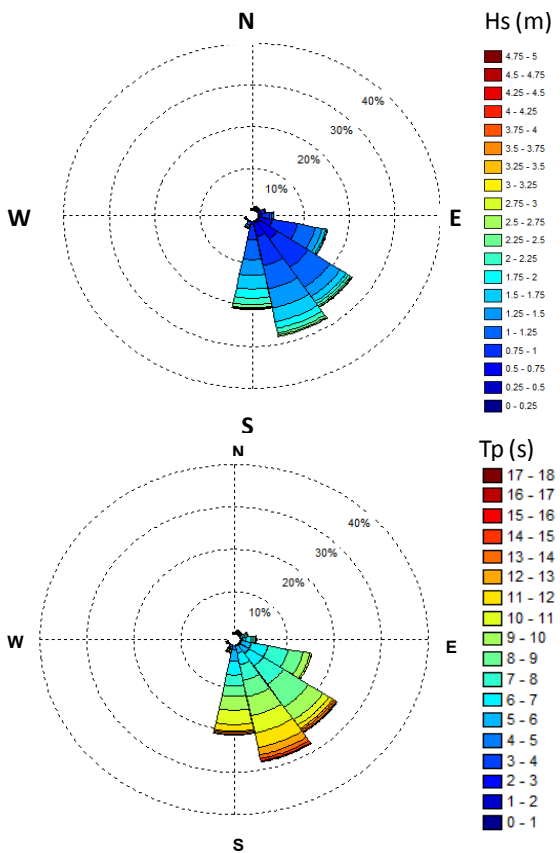 N
Hs (m)
W
E
S
40%
30%
20%
10%
4.75 - 5
4.5 - 4.75
4.25 - 4.5
4 - 4.25
3.75 - 4
3.5 - 3.75
3.25 - 3.5
3 - 3.25
2.75 - 3
2.5 - 2.75
2.25 - 2.5
2 - 2.25
1.75 - 2
1.5 - 1.75
1.25 - 1.5
1 - 1.25
0.75 - 1
0.5 - 0.75
0.25 - 0.5
0 - 0.25
Tp (s)
N
W
E
S
40%
30%
20%
10%
17 - 18
16 - 17
15 - 16
14 - 15
13 - 14
12 - 13
11 - 12
10 - 11
9 - 10
8 - 9
7 - 8
6 - 7
5 - 6
4 - 5
3 - 4
2 - 3
1 - 2
0 - 1